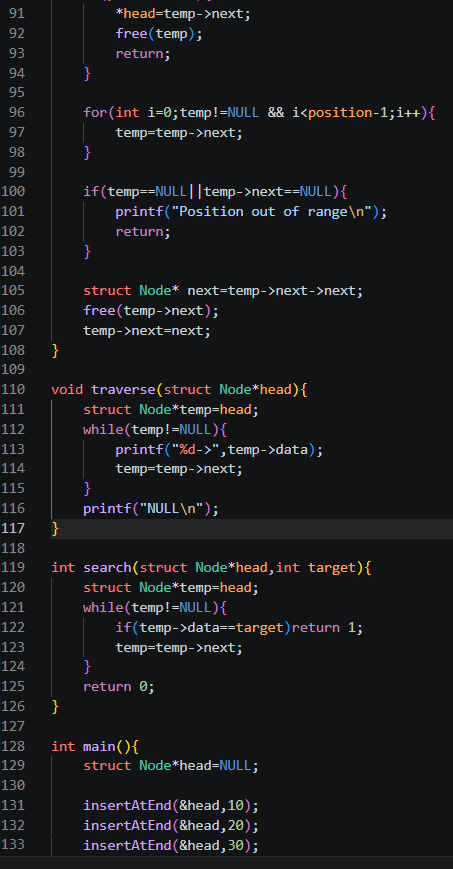 91 *head=temp->next;
92 free(temp);
93 return;
94 }
95
96 for(int i=0;temp!=NULL && i<position-1;i++){
97 temp=temp->next;
98 }
99
100 if(temp==NULL||temp->next==NULL){
101 printf("Position out of range\n");
102 return;
103 }
104
105 struct Node* next=temp->next->next;
106 free(temp->next);
107 temp->next=next;
108 }
109
110 void traverse(struct Node*head){
111 struct Node*temp=head;
112 while(temp!=NULL){
113 printf("%d->",temp->data);
114 temp=temp->next;
115 }
116 printf("NULL\n");
117 }
118
119 int search(struct Node*head,int target){
120 struct Node*temp=head;
121 while(temp!=NULL){
122 if(temp->data==target)return 1;
123 temp=temp->next;
124 }
125 return 0;
126 }
127
128 int main(){
129 struct Node*head=NULL;
130
131 insertAtEnd(&head,10);
132 insertAtEnd(&head,20);
133 insertAtEnd(&head,30);